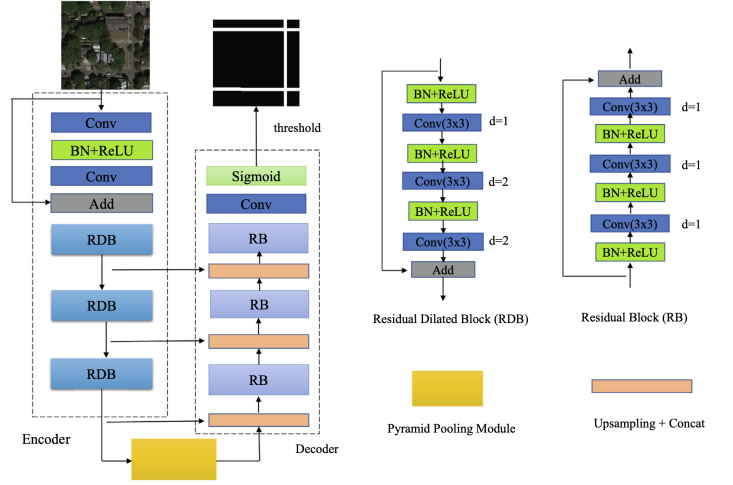 Conv
BN+ReLU
Conv
Add
RDB
RDB
RDB
Encoder
threshold
Sigmoid
Conv
RB
RB
RB
Decoder
BN+ReLU
Conv(3x3) d=1
BN+ReLU
Conv(3x3) d=2
BN+ReLU
Conv(3x3) d=2
Add
Residual Dilated Block (RDB)
Add
Conv(3x3) d=1
BN+ReLU
Conv(3x3) d=1
BN+ReLU
Conv(3x3) d=1
BN+ReLU
Residual Block (RB)
Pyramid Pooling Module
Upsampling + Concat